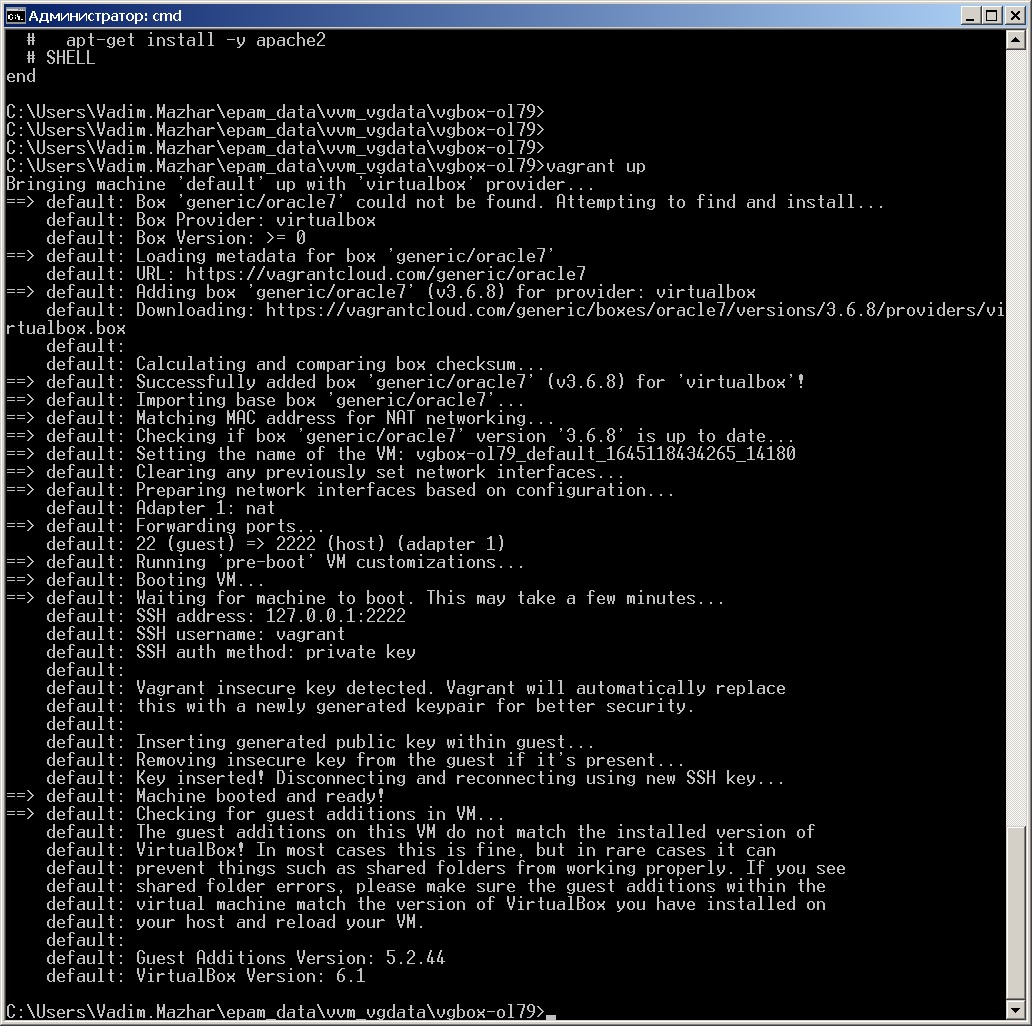 Администратор: cmd
#   apt-get install -y apache2
# SHELL
end
C:\Users\Vadim.Mazhar\epam_data\vvm_vgdata\vgbox-ol79>
C:\Users\Vadim.Mazhar\epam_data\vvm_vgdata\vgbox-ol79>
C:\Users\Vadim.Mazhar\epam_data\vvm_vgdata\vgbox-ol79>
C:\Users\Vadim.Mazhar\epam_data\vvm_vgdata\vgbox-ol79>vagrant up
Bringing machine 'default' up with 'virtualbox' provider...
==> default: Box 'generic/oracle7' could not be found. Attempting to find and install...
    default: Box Provider: virtualbox
    default: Box Version: >= 0
==> default: Loading metadata for box 'generic/oracle7'
    default: URL: https://vagrantcloud.com/generic/oracle7
==> default: Adding box 'generic/oracle7' (v3.6.8) for provider: virtualbox
    default: Downloading: https://vagrantcloud.com/generic/boxes/oracle7/versions/3.6.8/providers/vi
rtualbox.box
    default:
    default: Calculating and comparing box checksum...
==> default: Successfully added box 'generic/oracle7' (v3.6.8) for 'virtualbox'!
==> default: Importing base box 'generic/oracle7'...
==> default: Matching MAC address for NAT networking...
==> default: Checking if box 'generic/oracle7' version '3.6.8' is up to date...
==> default: Setting the name of the VM: vgbox-ol79_default_1645118434265_14180
==> default: Clearing any previously set network interfaces...
==> default: Preparing network interfaces based on configuration...
    default: Adapter 1: nat
==> default: Forwarding ports...
    default: 22 (guest) => 2222 (host) (adapter 1)
==> default: Running 'pre-boot' VM customizations...
==> default: Booting VM...
==> default: Waiting for machine to boot. This may take a few minutes...
    default: SSH address: 127.0.0.1:2222
    default: SSH username: vagrant
    default: SSH auth method: private key
    default:
    default: Vagrant insecure key detected. Vagrant will automatically replace
    default: this with a newly generated keypair for better security.
    default:
    default: Inserting generated public key within guest...
    default: Removing insecure key from the guest if it's present...
    default: Key inserted! Disconnecting and reconnecting using new SSH key...
==> default: Machine booted and ready!
==> default: Checking for guest additions in VM...
    default: The guest additions on this VM do not match the installed version of
    default: VirtualBox! In most cases this is fine, but in rare cases it can
    default: prevent things such as shared folders from working properly. If you see
    default: shared folder errors, please make sure the guest additions within the
    default: virtual machine match the version of VirtualBox you have installed on
    default: your host and reload your VM.
    default:
    default: Guest Additions Version: 5.2.44
    default: VirtualBox Version: 6.1
C:\Users\Vadim.Mazhar\epam_data\vvm_vgdata\vgbox-ol79>_